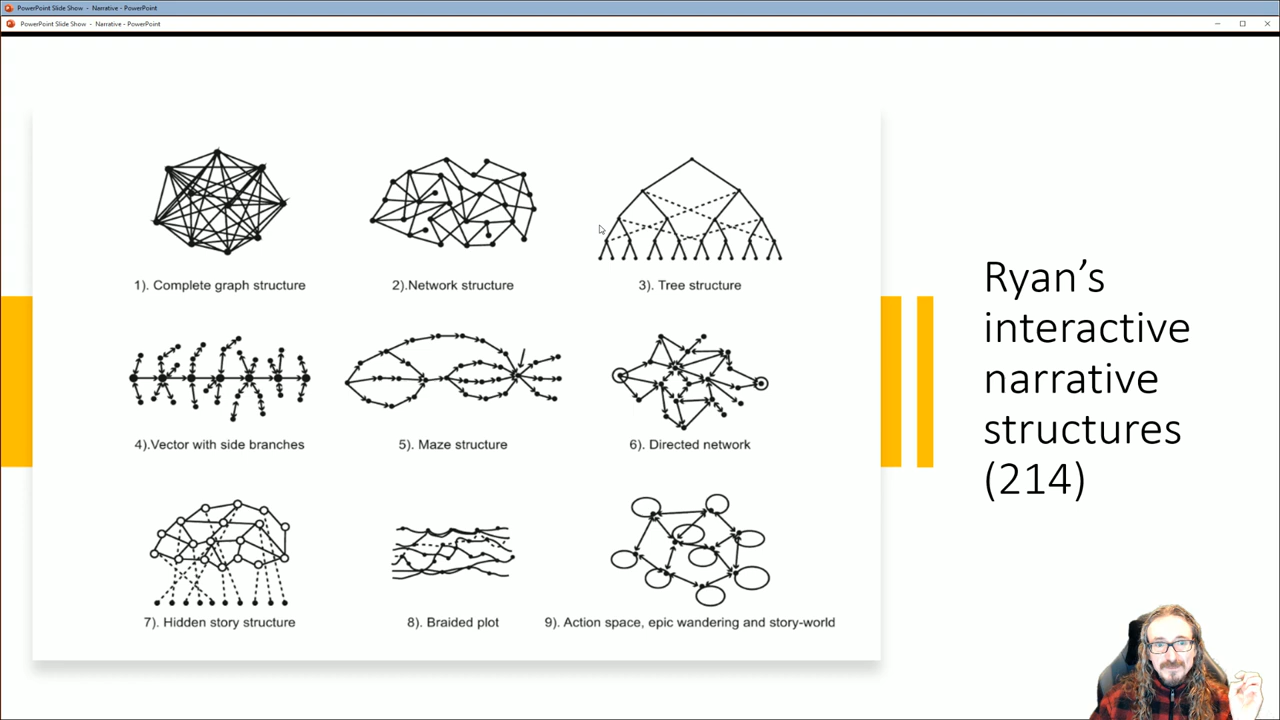 PowerPoint Slide Show - Narrative - PowerPoint
PowerPoint Slide Show - Narrative - PowerPoint
1). Complete graph structure
2).Network structure
3). Tree structure
4).Vector with side branches
5). Maze structure
6). Directed network
7). Hidden story structure
8). Braided plot
9). Action space, epic wandering and story-world
Ryan’s
interactive
narrative
structures
(214)